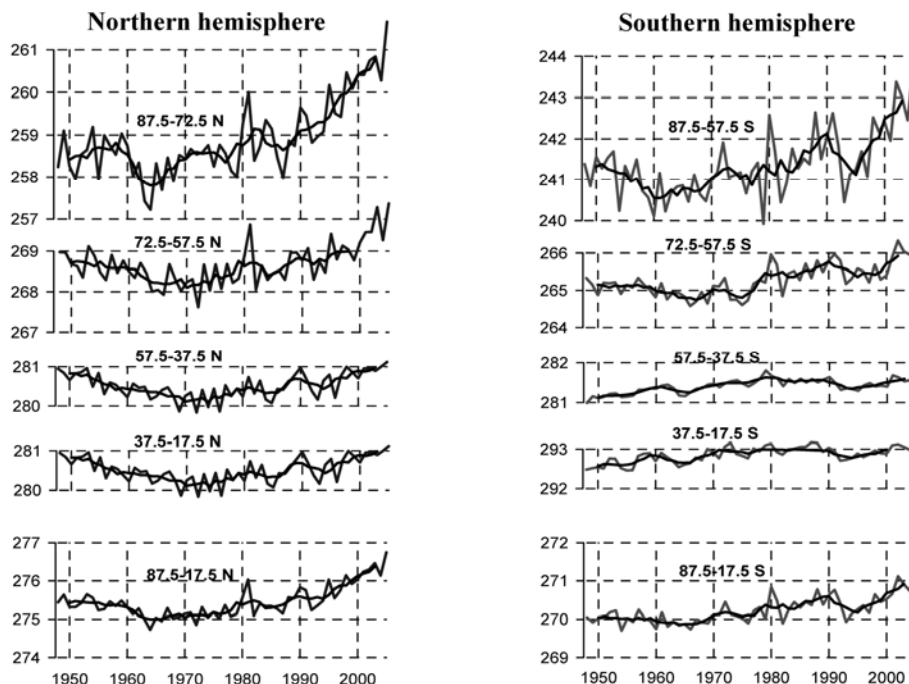 Northern hemisphere
261
260
87.5-72.5 N
259
258
257
72.5-57.5 N
269
268
267
57.5-37.5 N
281
280
37.5-17.5 N
281
280
277
87.5-17.5 N
276
275
274
1950 1960 1970 1980 1990 2000
Southern hemisphere
244
243
87.5-57.5 S
242
241
240
72.5-57.5 S
266
265
264
57.5-37.5 S
282
281
37.5-17.5 S
293
292
272
87.5-17.5 S
271
270
269
1950 1960 1970 1980 1990 2000